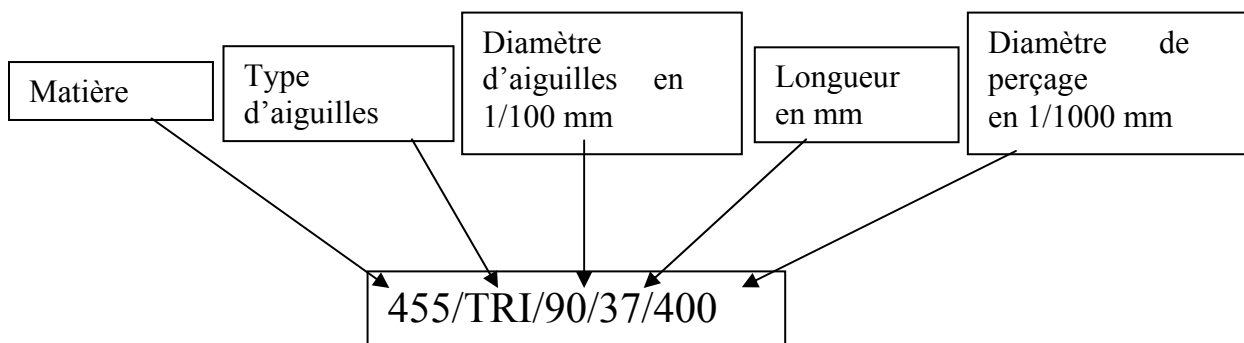 Matière
Type
d'aiguilles
Diamètre
d'aiguilles en
1/100 mm
Longueur
en mm
Diamètre de
perçage
en 1/1000 mm
455/TRI/90/37/400